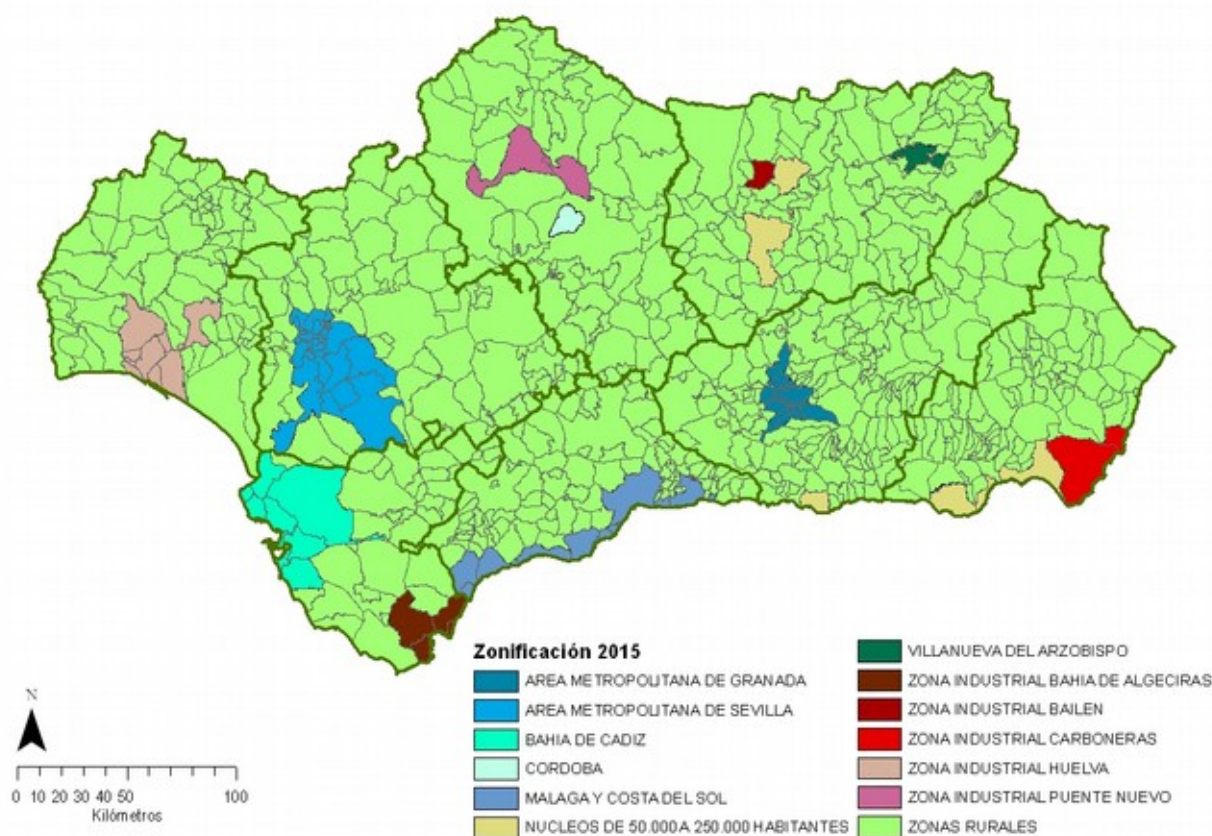 Zonificación 2015
AREA METROPOLITANA DE GRANADA
AREA METROPOLITANA DE SEVILLA
BAHIA DE CADIZ
CORDOBA
MALAGA Y COSTA DEL SOL
NUCLEOS DE 50.000 A 250.000 HABITANTES
VILLANUEVA DEL ARZOBISPO
ZONA INDUSTRIAL BAHIA DE ALGECIRAS
ZONA INDUSTRIAL BAILEN
ZONA INDUSTRIAL CARBONERAS
ZONA INDUSTRIAL HUELVA
ZONA INDUSTRIAL PUENTE NUEVO
ZONAS RURALES
N
0 10 20 30 40 50 100
Kilómetros